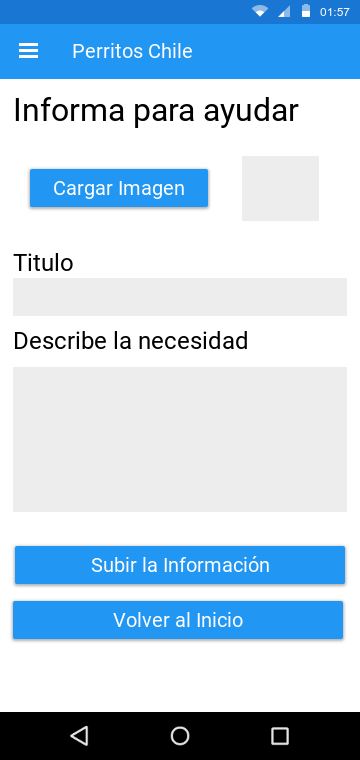 01:57
Perritos Chile
Informa para ayudar
Cargar Imagen
Titulo
Describe la necesidad
Subir la Información
Volver al Inicio